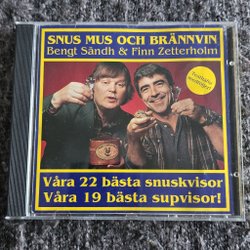 SNUS MUS OCH BRÄNNVIN
Bengt Sändh & Finn Zetterholm
Våra 22 bästa snuskvisor
Våra 19 bästa supvisor!